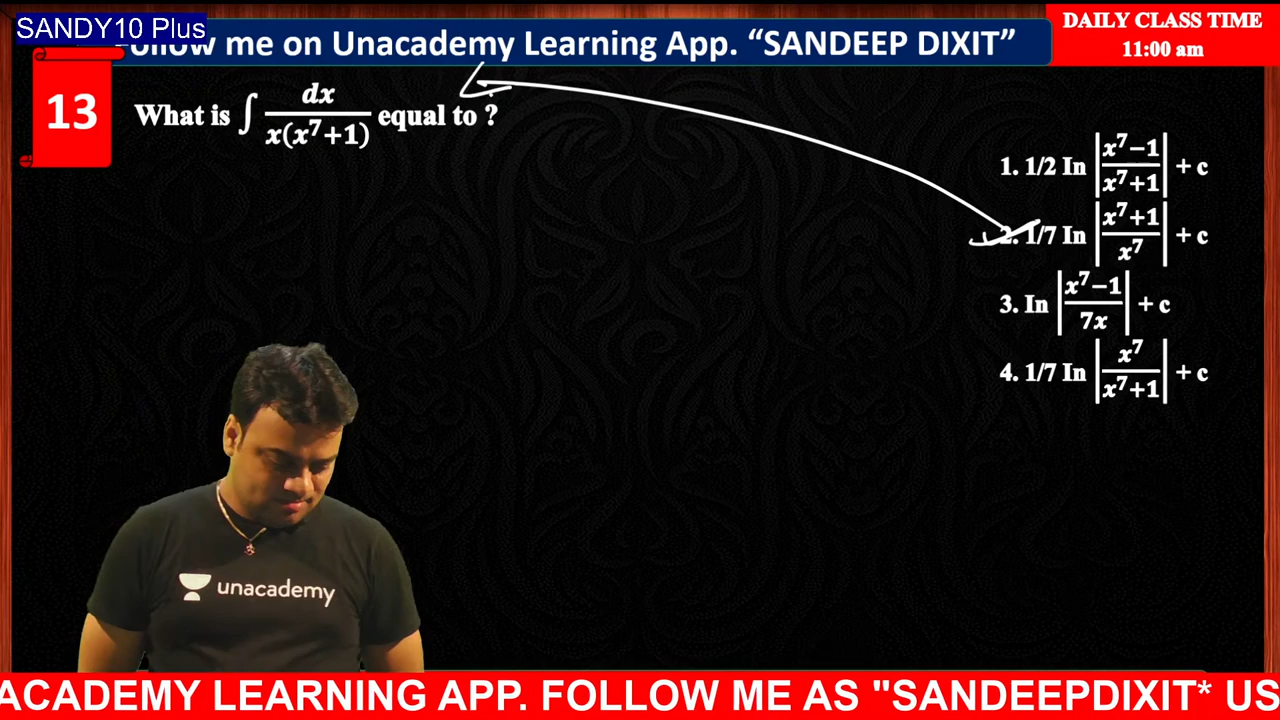 SANDY10 Plus
Follow me on Unacademy Learning App. “SANDEEP DIXIT”
DAILY CLASS TIME
11:00 am
13
What is ∫ dx / x(x⁷+1) equal to ?
1. 1/2 In |x⁷−1 / x⁷+1| + c
2. 1/7 In |x⁷+1 / x⁷| + c
3. In |x⁷−1 / 7x| + c
4. 1/7 In |x⁷ / x⁷+1| + c
unacademy
ACADEMY LEARNING APP. FOLLOW ME AS "SANDEEPDIXIT* US